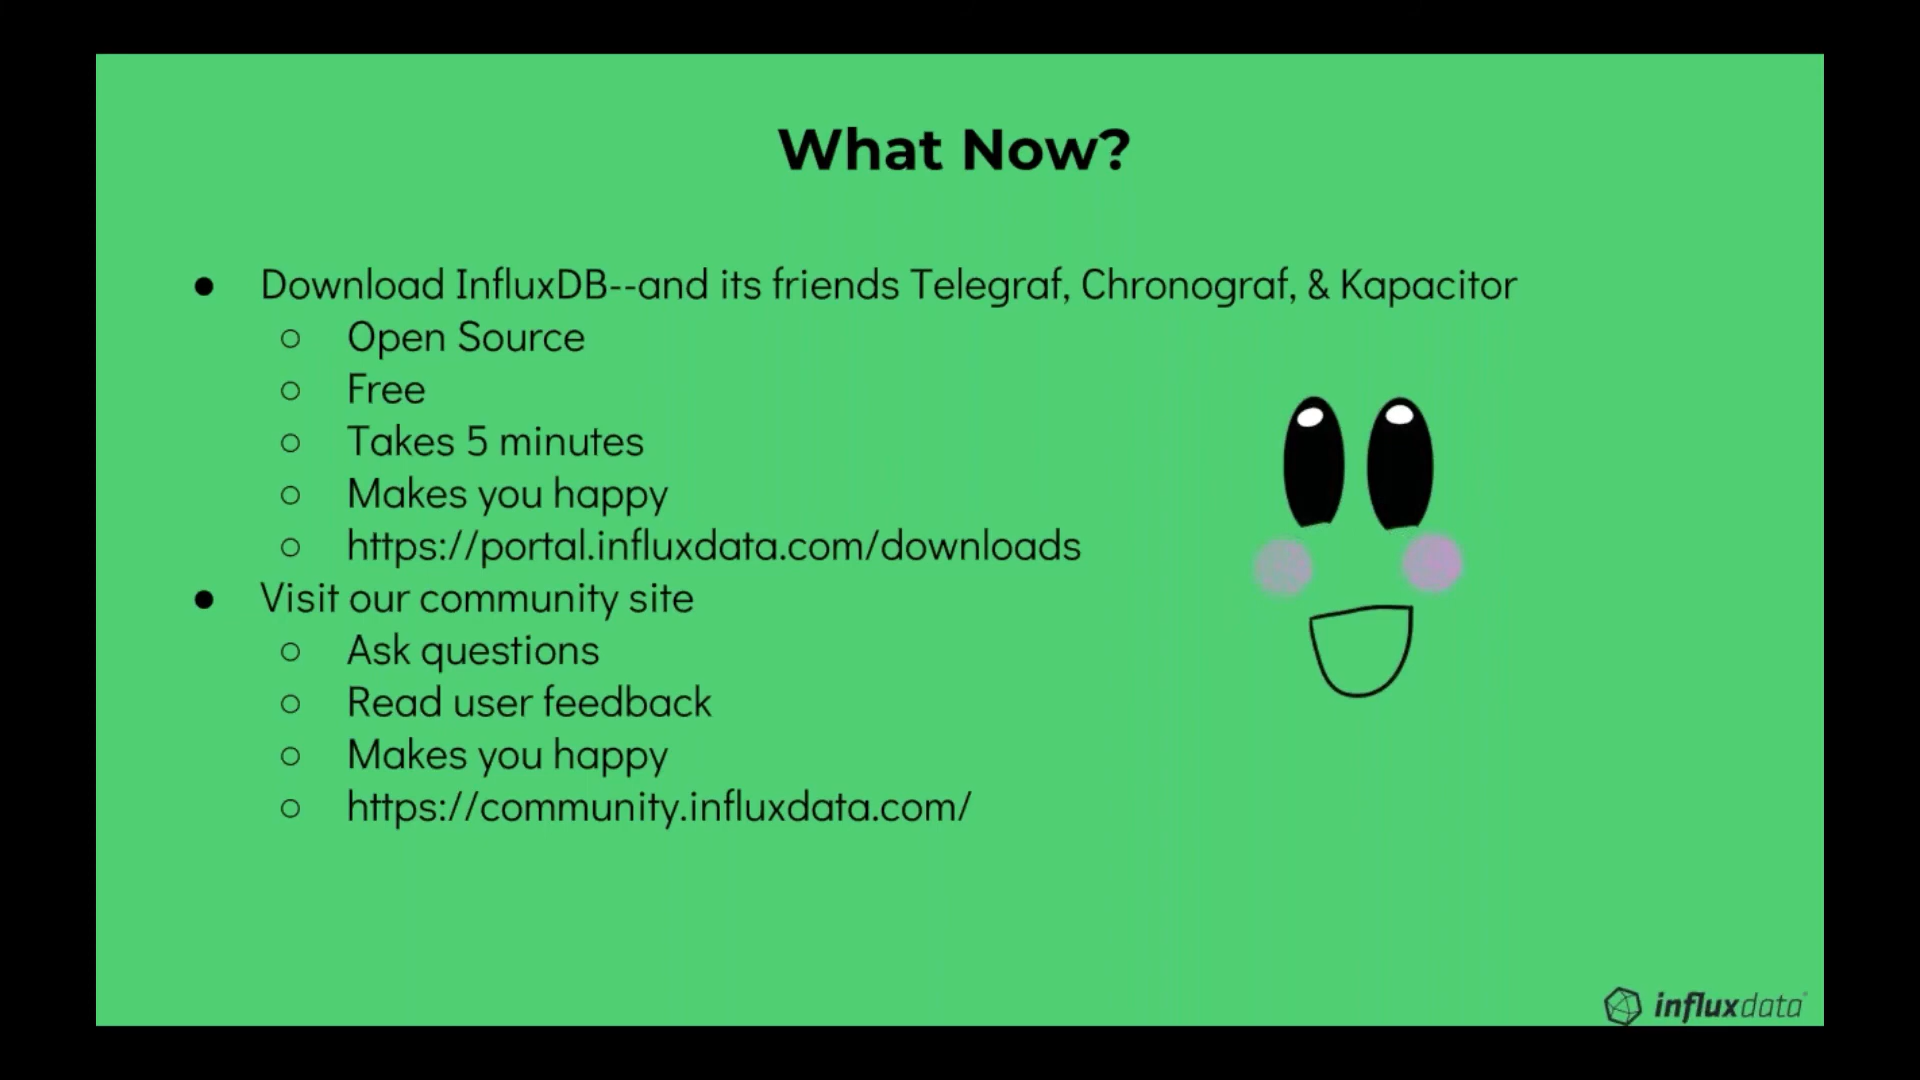 What Now?
● Download InfluxDB--and its friends Telegraf, Chronograf, & Kapacitor
○ Open Source
○ Free
○ Takes 5 minutes
○ Makes you happy
○ https://portal.influxdata.com/downloads
● Visit our community site
○ Ask questions
○ Read user feedback
○ Makes you happy
○ https://community.influxdata.com/
influxdata